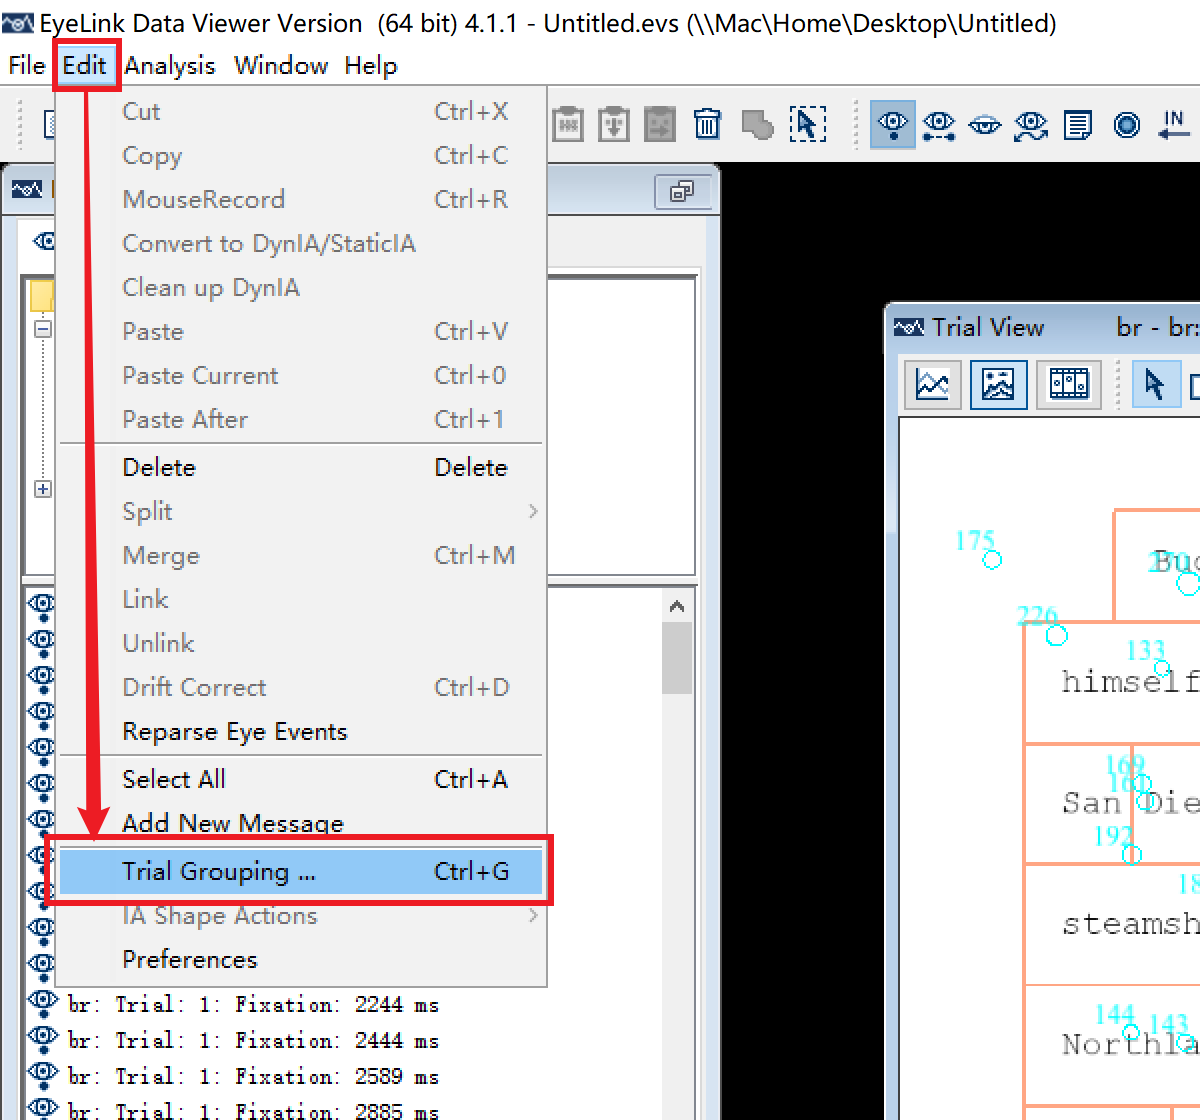 EyeLink Data Viewer Version (64 bit) 4.1.1 - Untitled.evs (\\Mac\Home\Desktop\Untitled)
File Edit Analysis Window Help
IN
Cut Ctrl+X
Copy Ctrl+C
MouseRecord Ctrl+R
Convert to DynIA/StaticIA
Clean up DynIA
Paste Ctrl+V
Paste Current Ctrl+0
Paste After Ctrl+1
Delete Delete
Split
Merge Ctrl+M
Link
Unlink
Drift Correct Ctrl+D
Reparse Eye Events
Select All Ctrl+A
Add New Message
Trial Grouping ... Ctrl+G
IA Shape Actions
Preferences
br: Trial: 1: Fixation: 2244 ms
br: Trial: 1: Fixation: 2444 ms
br: Trial: 1: Fixation: 2589 ms
br: Trial: 1: Fixation: 2885 ms
Trial View br - br:
175
226
133
himself
169
161
San Die
192
18
steamsh
144 143
Northla